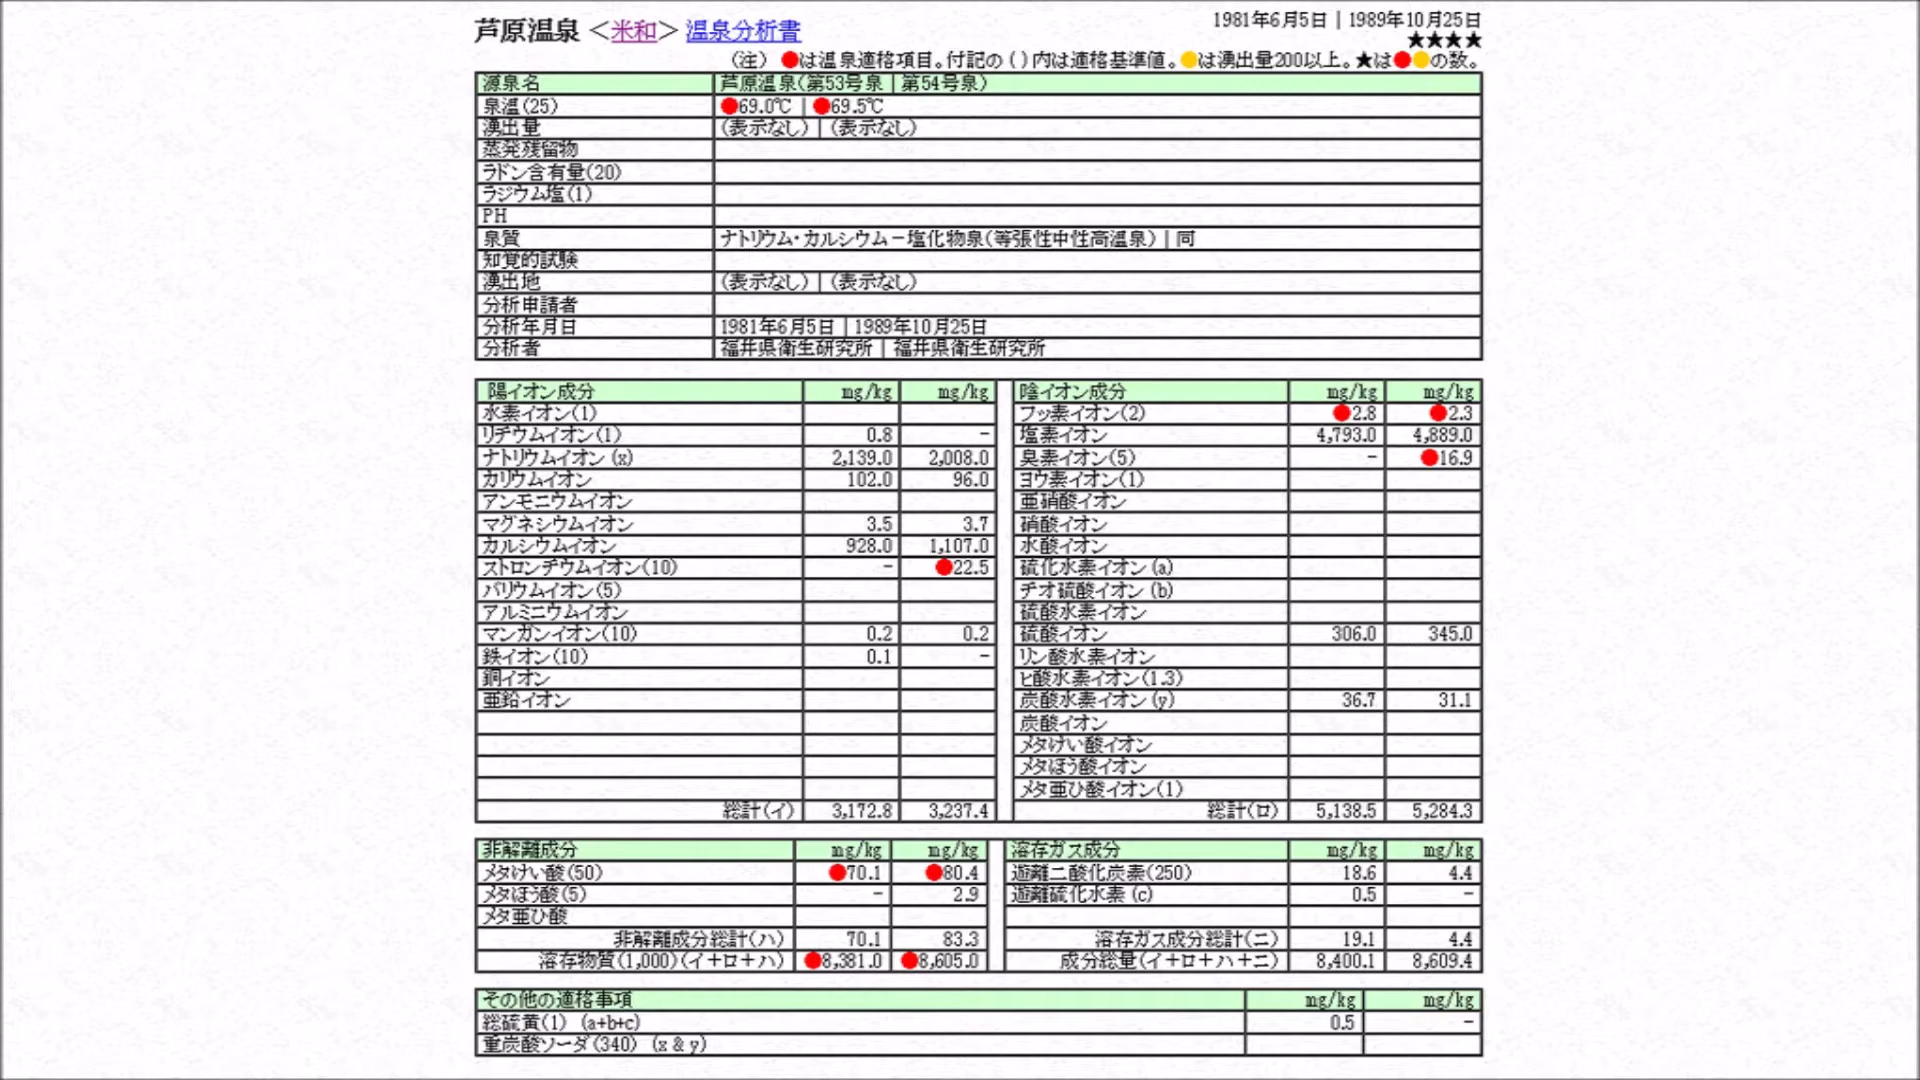 芦原温泉 ＜米和＞ 温泉分析書
1981年6月5日｜1989年10月25日
★★★★
（注） ●は温泉適格項目。付記の（ ）内は適格基準値。●は湧出量200以上。★は●●の数。
源泉名 芦原温泉（第53号泉｜第54号泉）
泉温（25） ●69.0℃｜●69.5℃
湧出量 （表示なし）｜（表示なし）
蒸発残留物
ラドン含有量（20）
ラジウム塩（1）
PH
泉質 ナトリウム・カルシウム－塩化物泉（等張性中性高温泉）｜同
知覚的試験
湧出地 （表示なし）｜（表示なし）
分析申請者
分析年月日 1981年6月5日｜1989年10月25日
分析者 福井県衛生研究所｜福井県衛生研究所
陽イオン成分 mg/kg mg/kg
水素イオン（1）
リチウムイオン（1） 0.8 -
ナトリウムイオン (x) 2,139.0 2,008.0
カリウムイオン 102.0 96.0
アンモニウムイオン
マグネシウムイオン 3.5 3.7
カルシウムイオン 928.0 1,107.0
ストロンチウムイオン（10） - ●22.5
バリウムイオン（5）
アルミニウムイオン
マンガンイオン（10） 0.2 0.2
鉄イオン（10） 0.1 -
銅イオン
亜鉛イオン
総計（イ） 3,172.8 3,237.4
陰イオン成分 mg/kg mg/kg
フッ素イオン（2） ●2.8 ●2.3
塩素イオン 4,793.0 4,889.0
臭素イオン（5） - ●16.9
ヨウ素イオン（1）
亜硝酸イオン
硝酸イオン
水酸イオン
硫化水素イオン (a)
チオ硫酸イオン (b)
硫酸水素イオン
硫酸イオン 306.0 345.0
リン酸水素イオン
ヒ酸水素イオン（1.3）
炭酸水素イオン (y) 36.7 31.1
炭酸イオン
メタけい酸イオン
メタほう酸イオン
メタ亜ひ酸イオン（1）
総計（ロ） 5,138.5 5,284.3
非解離成分 mg/kg mg/kg
メタけい酸（50） ●70.1 ●80.4
メタほう酸（5） - 2.9
メタ亜ひ酸
非解離成分総計（ハ） 70.1 83.3
溶存物質（1,000）（イ＋ロ＋ハ） ●8,381.0 ●8,605.0
溶存ガス成分 mg/kg mg/kg
遊離二酸化炭素（250） 18.6 4.4
遊離硫化水素 (c) 0.5 -
溶存ガス成分総計（ニ） 19.1 4.4
成分総量（イ＋ロ＋ハ＋ニ） 8,400.1 8,609.4
その他の適格事項 mg/kg mg/kg
総硫黄（1） (a+b+c) 0.5 -
重炭酸ソーダ（340） (x & y)